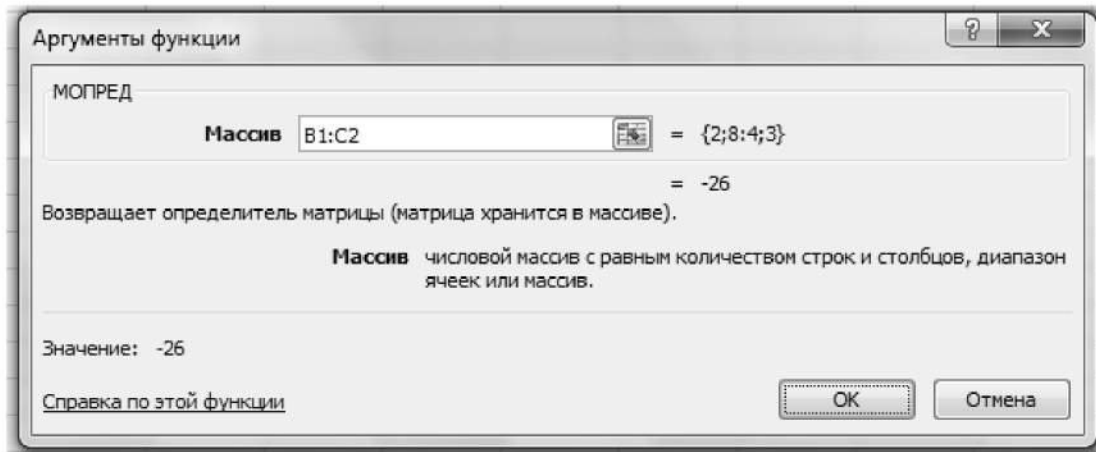 Аргументы функции
МОПРЕД
Массив B1:C2 = {2;8:4;3}
= -26
Возвращает определитель матрицы (матрица хранится в массиве).
Массив числовой массив с равным количеством строк и столбцов, диапазон
ячеек или массив.
Значение: -26
Справка по этой функции
OK Отмена